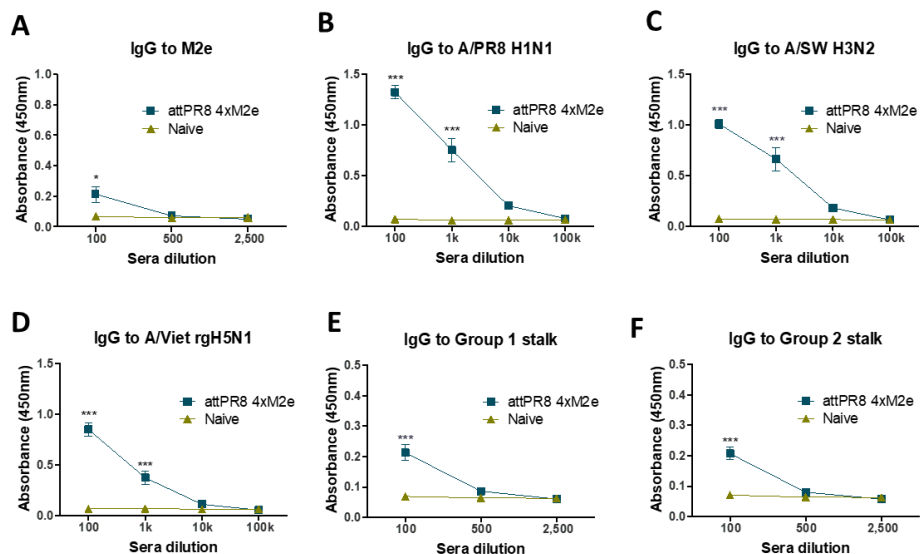 A
IgG to M2e
Absorbance (450nm)
1.0
0.8
0.6
0.4
0.2
0.0
*
attPR8 4xM2e
Naive
100 500 2,500
Sera dilution
B
IgG to A/PR8 H1N1
Absorbance (450nm)
1.5
1.0
0.5
0.0
***
***
attPR8 4xM2e
Naive
100 1k 10k 100k
Sera dilution
C
IgG to A/SW H3N2
Absorbance (450nm)
1.5
1.0
0.5
0.0
***
***
attPR8 4xM2e
Naive
100 1k 10k 100k
Sera dilution
D
IgG to A/Viet rgH5N1
Absorbance (450nm)
1.5
1.0
0.5
0.0
***
***
attPR8 4xM2e
Naive
100 1k 10k 100k
Sera dilution
E
IgG to Group 1 stalk
Absorbance (450nm)
0.5
0.4
0.3
0.2
0.1
0.0
***
attPR8 4xM2e
Naive
100 500 2,500
Sera dilution
F
IgG to Group 2 stalk
Absorbance (450nm)
0.5
0.4
0.3
0.2
0.1
0.0
***
attPR8 4xM2e
Naive
100 500 2,500
Sera dilution